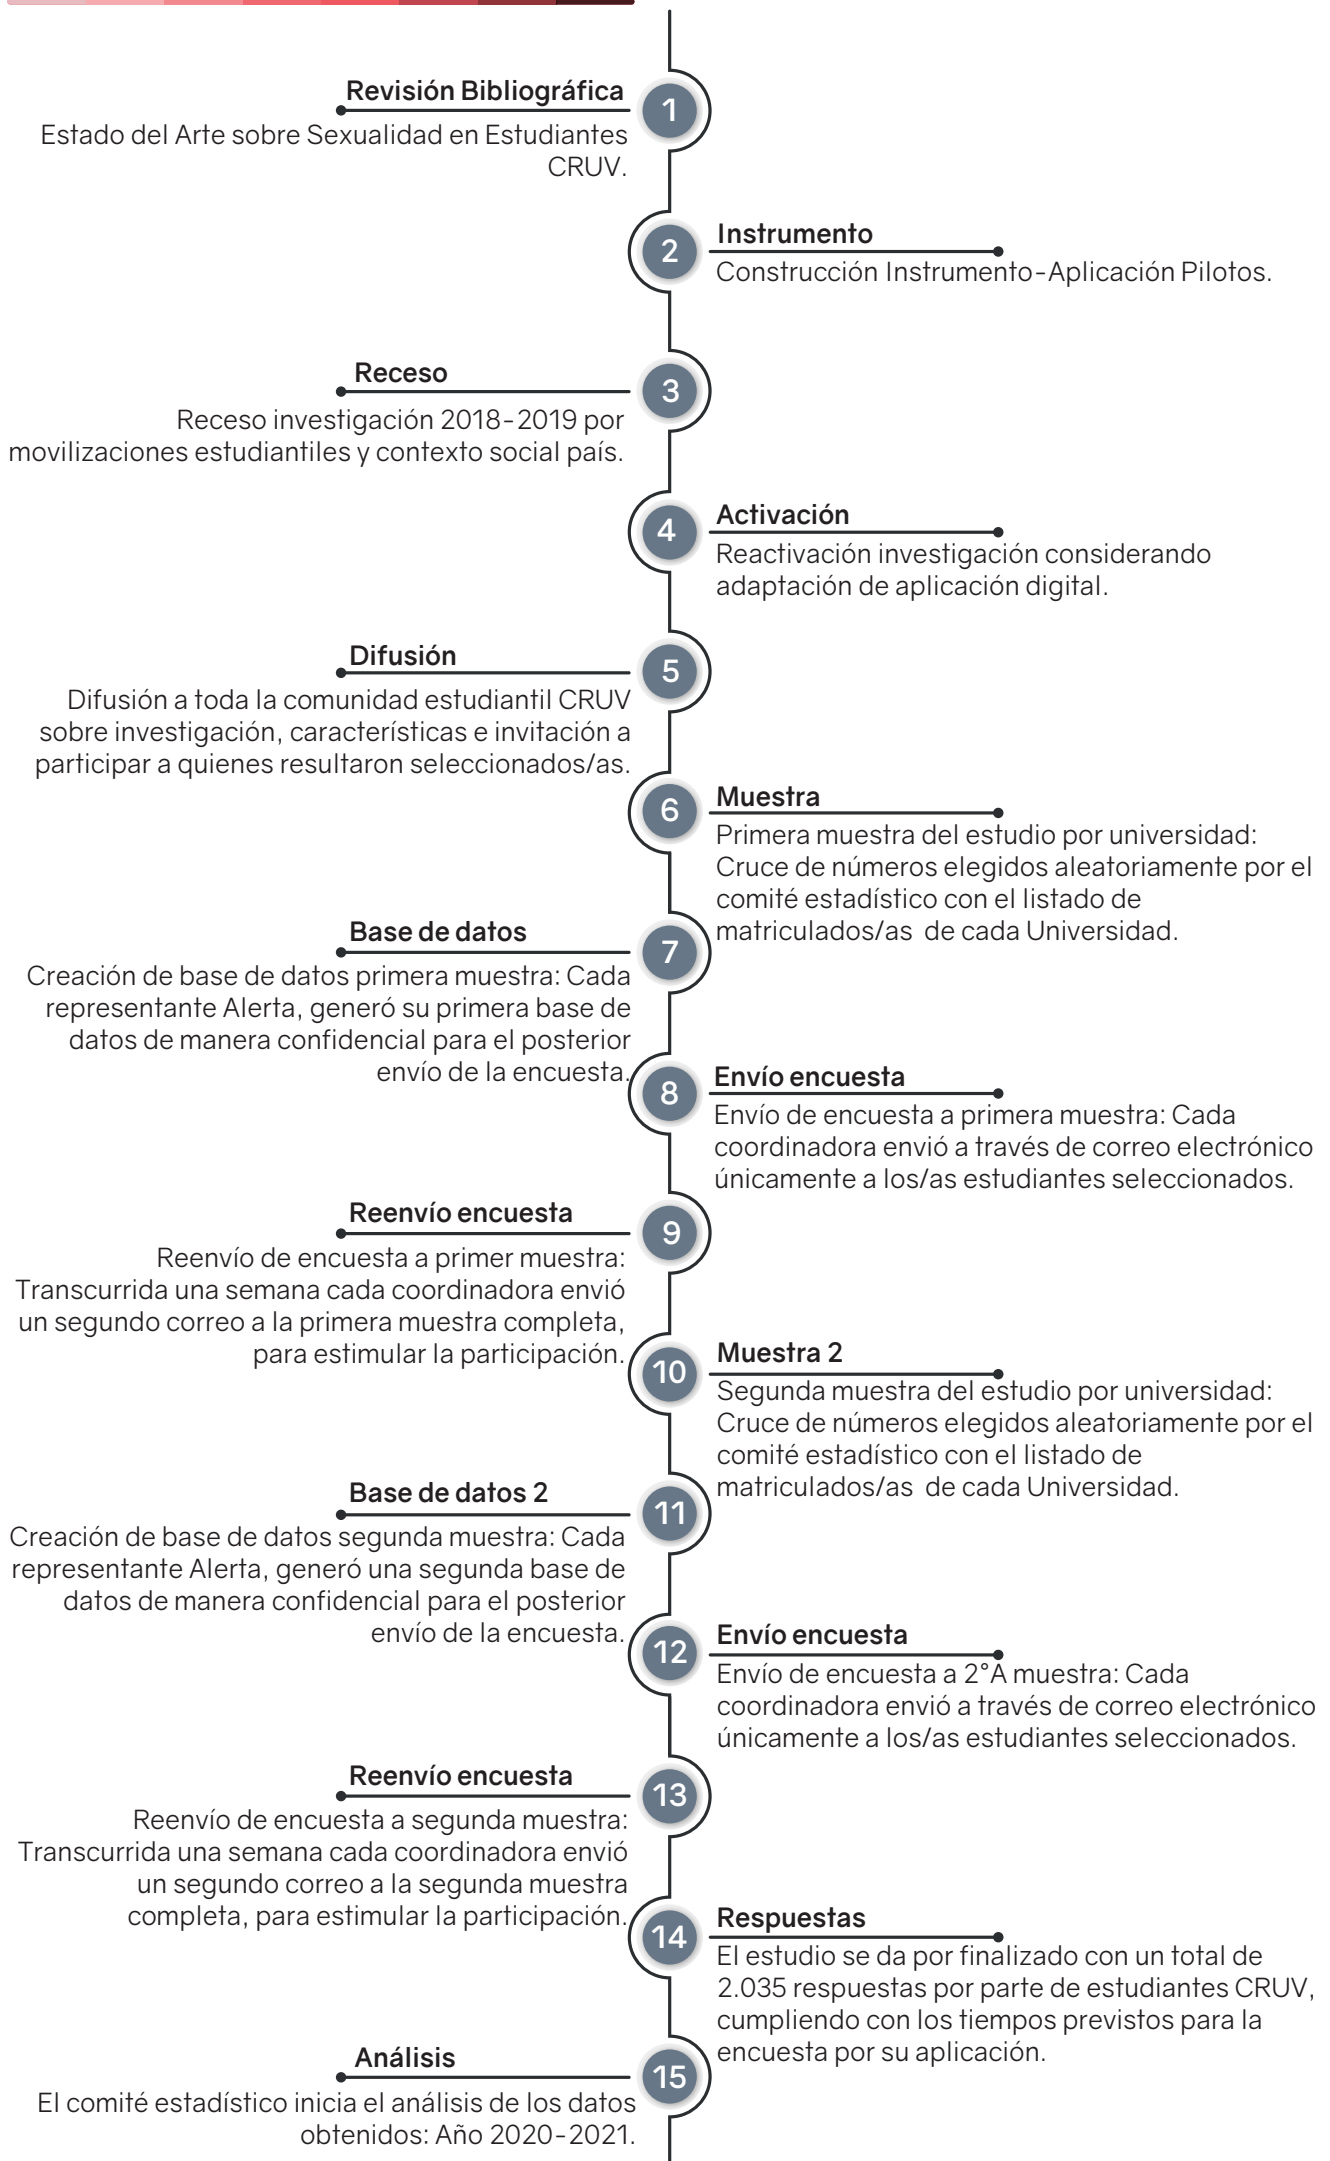 Revisión Bibliográfica
1
Estado del Arte sobre Sexualidad en Estudiantes
CRUV.
2
Instrumento
Construcción Instrumento-Aplicación Pilotos.
Receso
3
Receso investigación 2018-2019 por
movilizaciones estudiantiles y contexto social país.
4
Activación
Reactivación investigación considerando
adaptación de aplicación digital.
Difusión
5
Difusión a toda la comunidad estudiantil CRUV
sobre investigación, características e invitación a
participar a quienes resultaron seleccionados/as.
6
Muestra
Primera muestra del estudio por universidad:
Cruce de números elegidos aleatoriamente por el
comité estadístico con el listado de
matriculados/as de cada Universidad.
Base de datos
7
Creación de base de datos primera muestra: Cada
representante Alerta, generó su primera base de
datos de manera confidencial para el posterior
envío de la encuesta.
8
Envío encuesta
Envío de encuesta a primera muestra: Cada
coordinadora envió a través de correo electrónico
únicamente a los/as estudiantes seleccionados.
Reenvío encuesta
9
Reenvío de encuesta a primer muestra:
Transcurrida una semana cada coordinadora envió
un segundo correo a la primera muestra completa,
para estimular la participación.
10
Muestra 2
Segunda muestra del estudio por universidad:
Cruce de números elegidos aleatoriamente por el
comité estadístico con el listado de
matriculados/as de cada Universidad.
Base de datos 2
11
Creación de base de datos segunda muestra: Cada
representante Alerta, generó una segunda base de
datos de manera confidencial para el posterior
envío de la encuesta.
12
Envío encuesta
Envío de encuesta a 2°A muestra: Cada
coordinadora envió a través de correo electrónico
únicamente a los/as estudiantes seleccionados.
Reenvío encuesta
13
Reenvío de encuesta a segunda muestra:
Transcurrida una semana cada coordinadora envió
un segundo correo a la segunda muestra
completa, para estimular la participación.
14
Respuestas
El estudio se da por finalizado con un total de
2.035 respuestas por parte de estudiantes CRUV,
cumpliendo con los tiempos previstos para la
encuesta por su aplicación.
Análisis
15
El comité estadístico inicia el análisis de los datos
obtenidos: Año 2020-2021.